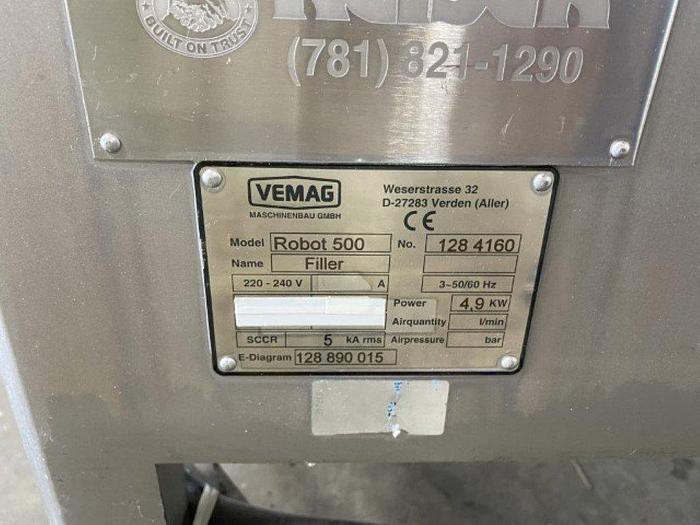 BUILT ON TRUST
(781) 821-1290
VEMAG
MASCHINENBAU GMBH
Weserstrasse 32
D-27283 Verden (Aller)
CE
Model Robot 500 No. 128 4160
Name Filler
220 - 240 V A 3~50/60 Hz
Power 4,9 KW
Airquantity l/min
SCCR 5 kA rms Airpressure bar
E-Diagram 128 890 015